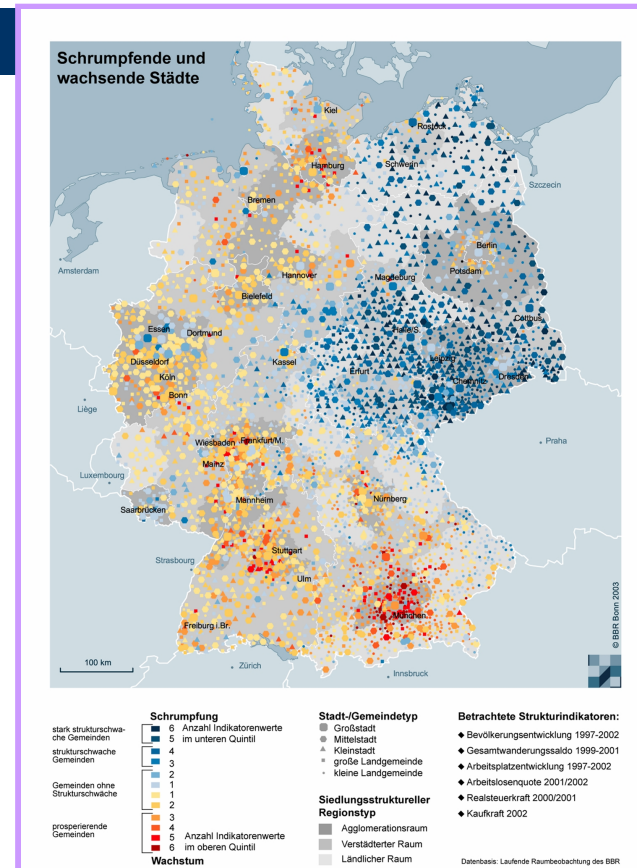 Schrumpfende und
wachsende Städte
Kiel
Rostock
Hamburg
Schwerin
Szczecin
Bremen
Berlin
Amsterdam
Hannover
Potsdam
Magdeburg
Bielefeld
Cottbus
Essen
Dortmund
Halle/S.
Düsseldorf
Kassel
Leipzig
Köln
Erfurt
Dresden
Chemnitz
Bonn
Liège
Wiesbaden
Frankfurt/M.
Praha
Mainz
Luxembourg
Mannheim
Nürnberg
Saarbrücken
Stuttgart
Strasbourg
Ulm
München
Freiburg i.Br.
100 km
Zürich
Innsbruck
© BBR Bonn 2003
Schrumpfung
stark strukturschwa-
che Gemeinden
6 Anzahl Indikatorenwerte
5 im unteren Quintil
strukturschwache
Gemeinden
4
3
Gemeinden ohne
Strukturschwäche
2
1
1
2
prosperierende
Gemeinden
3
4
5 Anzahl Indikatorenwerte
6 im oberen Quintil
Wachstum
Stadt-/Gemeindetyp
Großstadt
Mittelstadt
Kleinstadt
große Landgemeinde
kleine Landgemeinde
Siedlungsstruktureller
Regionstyp
Agglomerationsraum
Verstädterter Raum
Ländlicher Raum
Betrachtete Strukturindikatoren:
Bevölkerungsentwicklung 1997-2002
Gesamtwanderungssaldo 1999-2001
Arbeitsplatzentwicklung 1997-2002
Arbeitslosenquote 2001/2002
Realsteuerkraft 2000/2001
Kaufkraft 2002
Datenbasis: Laufende Raumbeobachtung des BBR